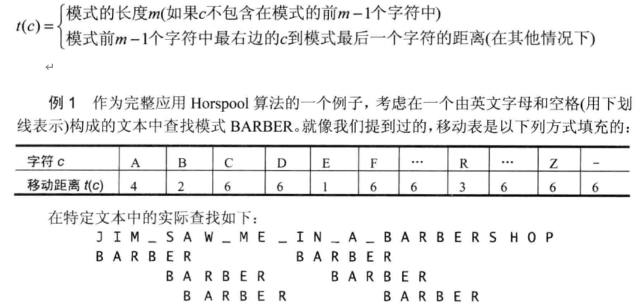 t(c)= 模式的长度m(如果c不包含在模式的前m-1个字符中)
模式前m-1个字符中最右边的c到模式最后一个字符的距离(在其他情况下)
例 1 作为完整应用 Horspool 算法的一个例子，考虑在一个由英文字母和空格(用下划
线表示)构成的文本中查找模式 BARBER。就像我们提到过的，移动表是以下列方式填充的：
字符 c A B C D E F … R … Z –
移动距离 t(c) 4 2 6 6 1 6 6 3 6 6 6
在特定文本中的实际查找如下：
J I M _ S A W _ M E _ I N _ A _ B A R B E R S H O P
B A R B E R B A R B E R
B A R B E R B A R B E R
B A R B E R B A R B E R